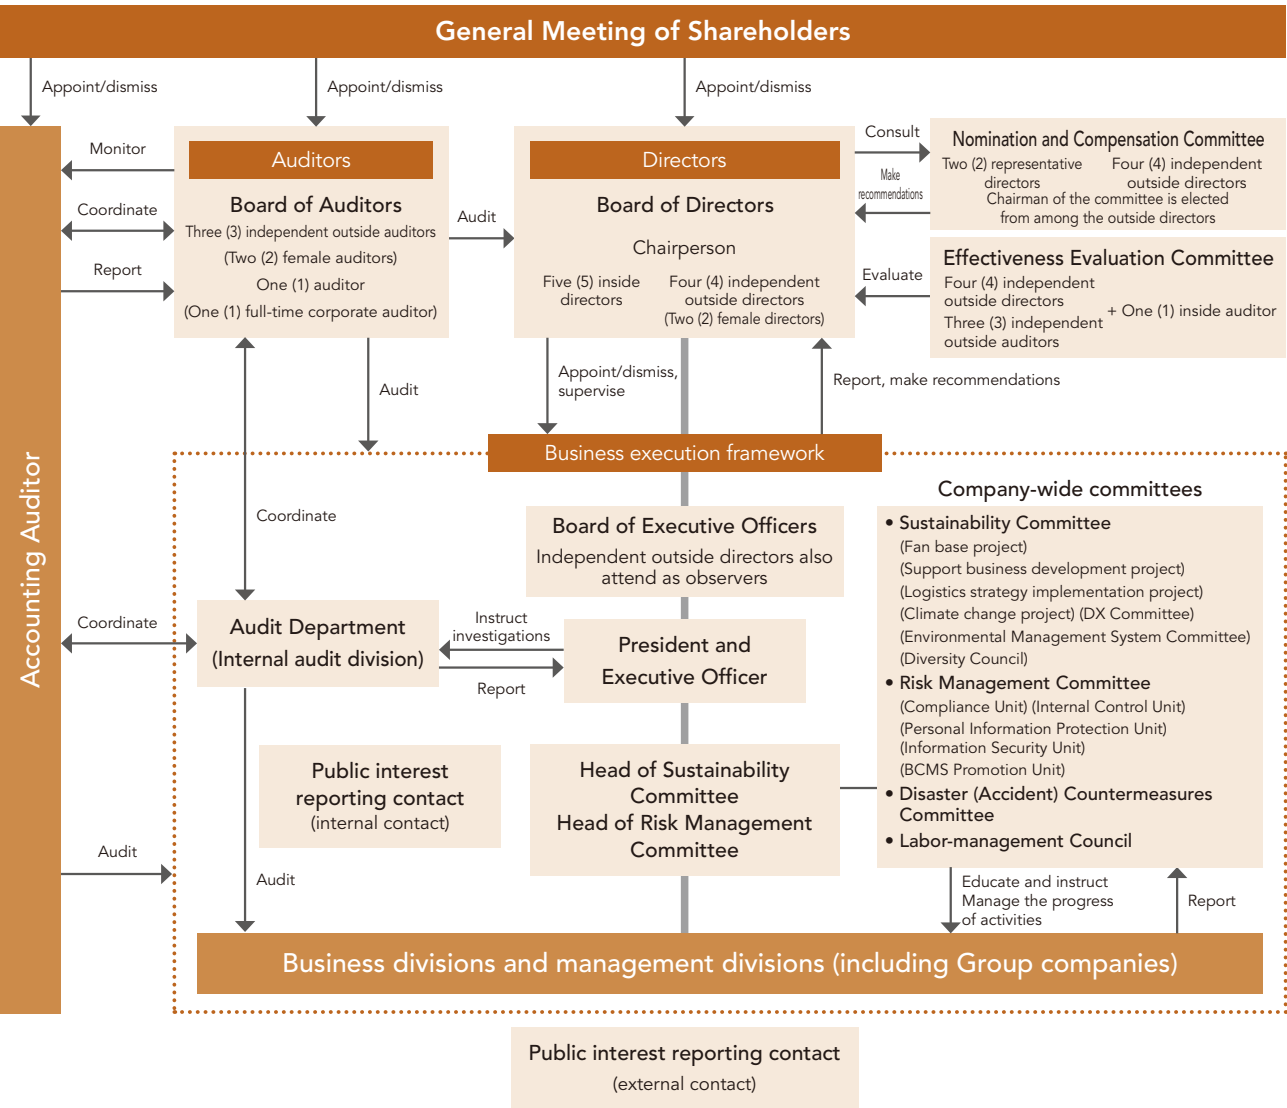 General Meeting of Shareholders
Appoint/dismiss
Appoint/dismiss
Appoint/dismiss
Accounting Auditor
Monitor
Coordinate
Report
Auditors
Board of Auditors
Three (3) independent outside auditors
(Two (2) female auditors)
One (1) auditor
(One (1) full-time corporate auditor)
Audit
Directors
Board of Directors
Chairperson
Five (5) inside
directors
Four (4) independent
outside directors
(Two (2) female directors)
Consult
Make
recommendations
Nomination and Compensation Committee
Two (2) representative
directors
Four (4) independent
outside directors
Chairman of the committee is elected
from among the outside directors
Evaluate
Effectiveness Evaluation Committee
Four (4) independent
outside directors
Three (3) independent
outside auditors
+ One (1) inside auditor
Audit
Appoint/dismiss,
supervise
Report, make recommendations
Business execution framework
Coordinate
Board of Executive Officers
Independent outside directors also
attend as observers
Company-wide committees
• Sustainability Committee
(Fan base project)
(Support business development project)
(Logistics strategy implementation project)
(Climate change project) (DX Committee)
(Environmental Management System Committee)
(Diversity Council)
• Risk Management Committee
(Compliance Unit) (Internal Control Unit)
(Personal Information Protection Unit)
(Information Security Unit)
(BCMS Promotion Unit)
• Disaster (Accident) Countermeasures
Committee
• Labor-management Council
Coordinate
Audit Department
(Internal audit division)
Instruct
investigations
Report
President and
Executive Officer
Public interest
reporting contact
(internal contact)
Head of Sustainability
Committee
Head of Risk Management
Committee
Audit
Audit
Educate and instruct
Manage the progress
of activities
Report
Business divisions and management divisions (including Group companies)
Public interest reporting contact
(external contact)